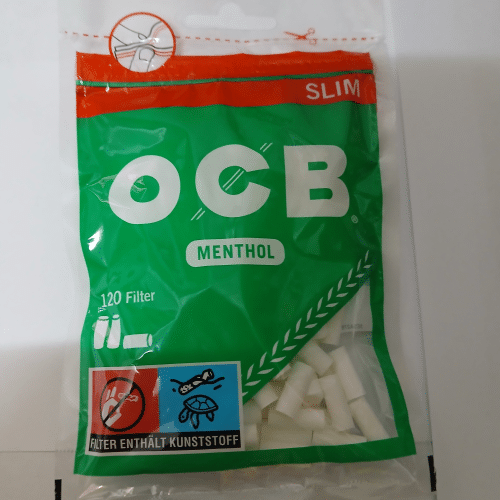 SLIM
OCB
®
MENTHOL
120 Filter
FILTER ENTHÄLT KUNSTSTOFF